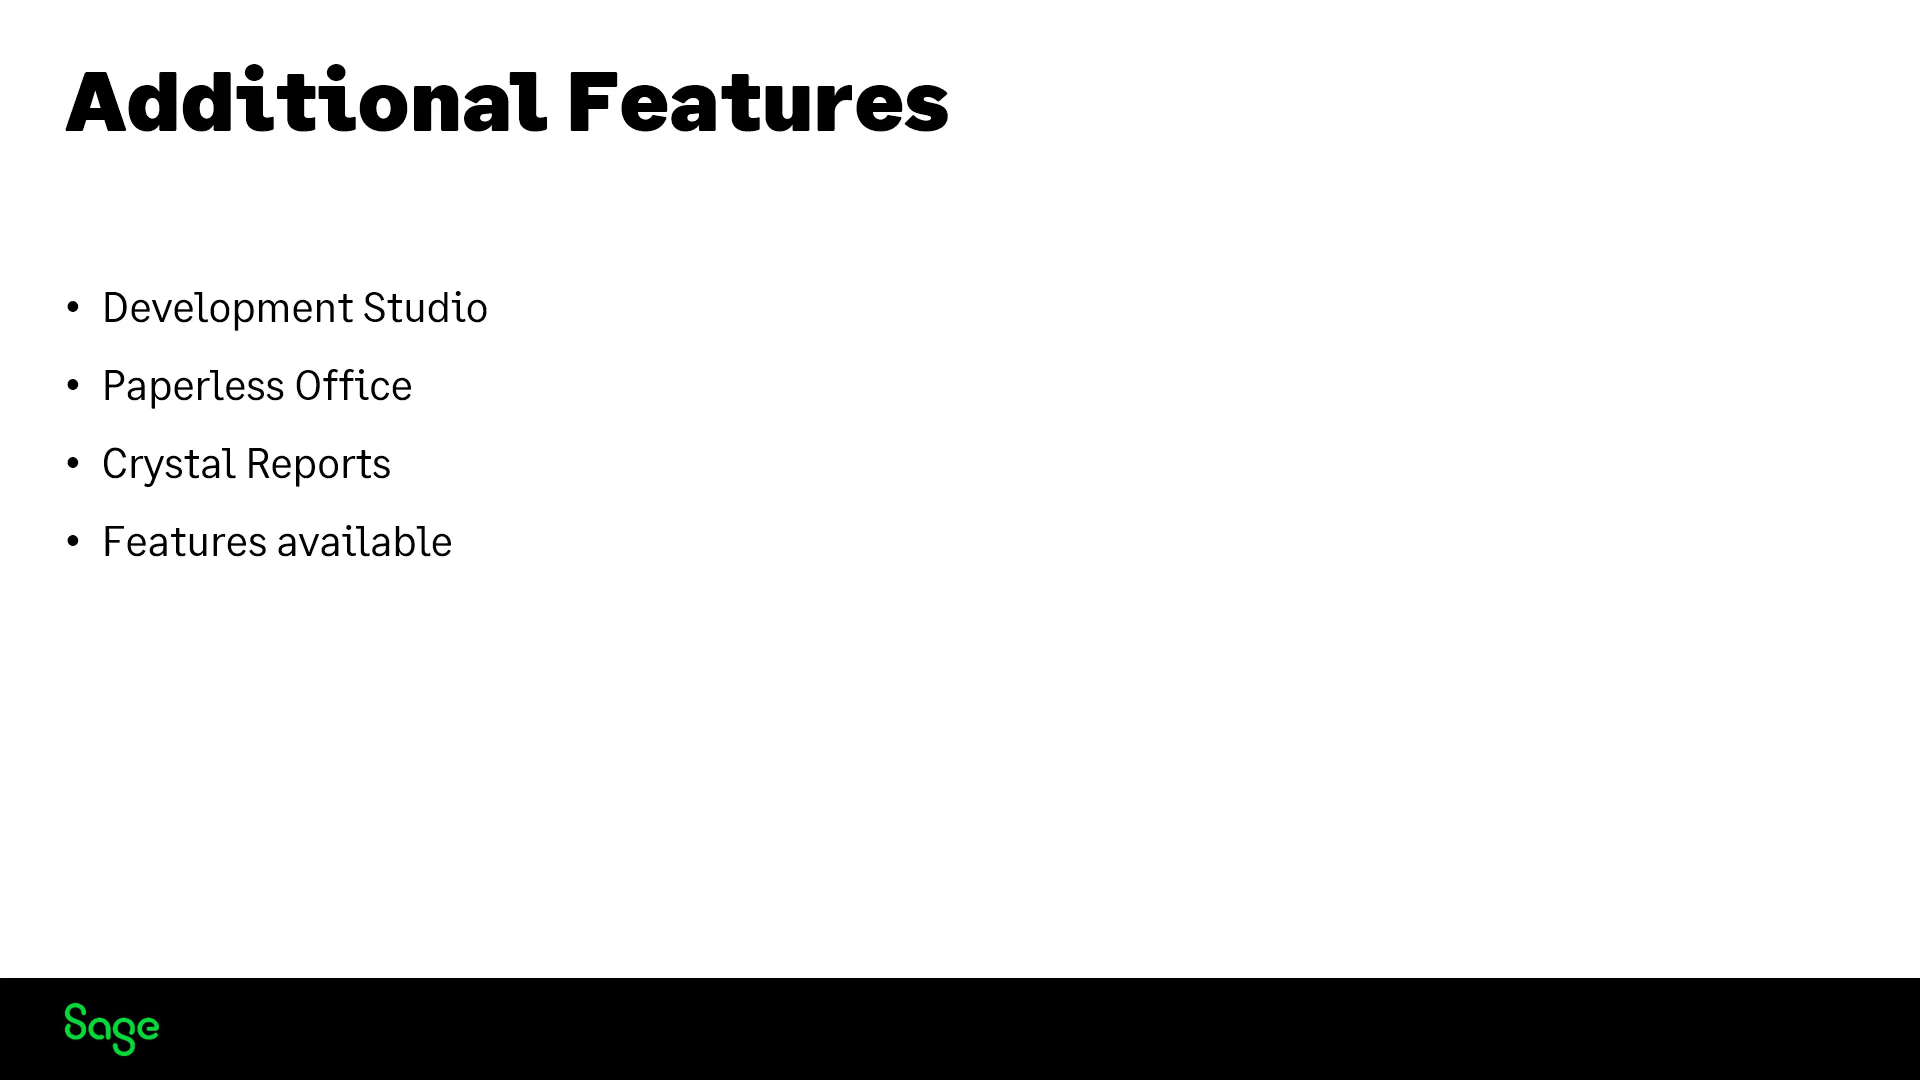 Additional Features
• Development Studio
• Paperless Office
• Crystal Reports
• Features available
Sage